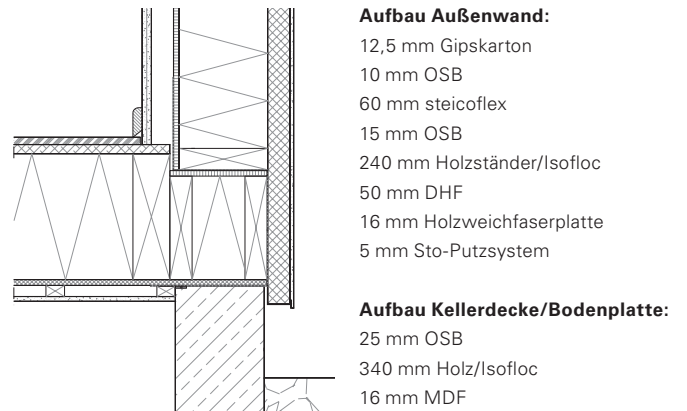 Aufbau Außenwand:
12,5 mm Gipskarton
10 mm OSB
60 mm steicoflex
15 mm OSB
240 mm Holzständer/Isofloc
50 mm DHF
16 mm Holzweichfaserplatte
5 mm Sto-Putzsystem
Aufbau Kellerdecke/Bodenplatte:
25 mm OSB
340 mm Holz/Isofloc
16 mm MDF